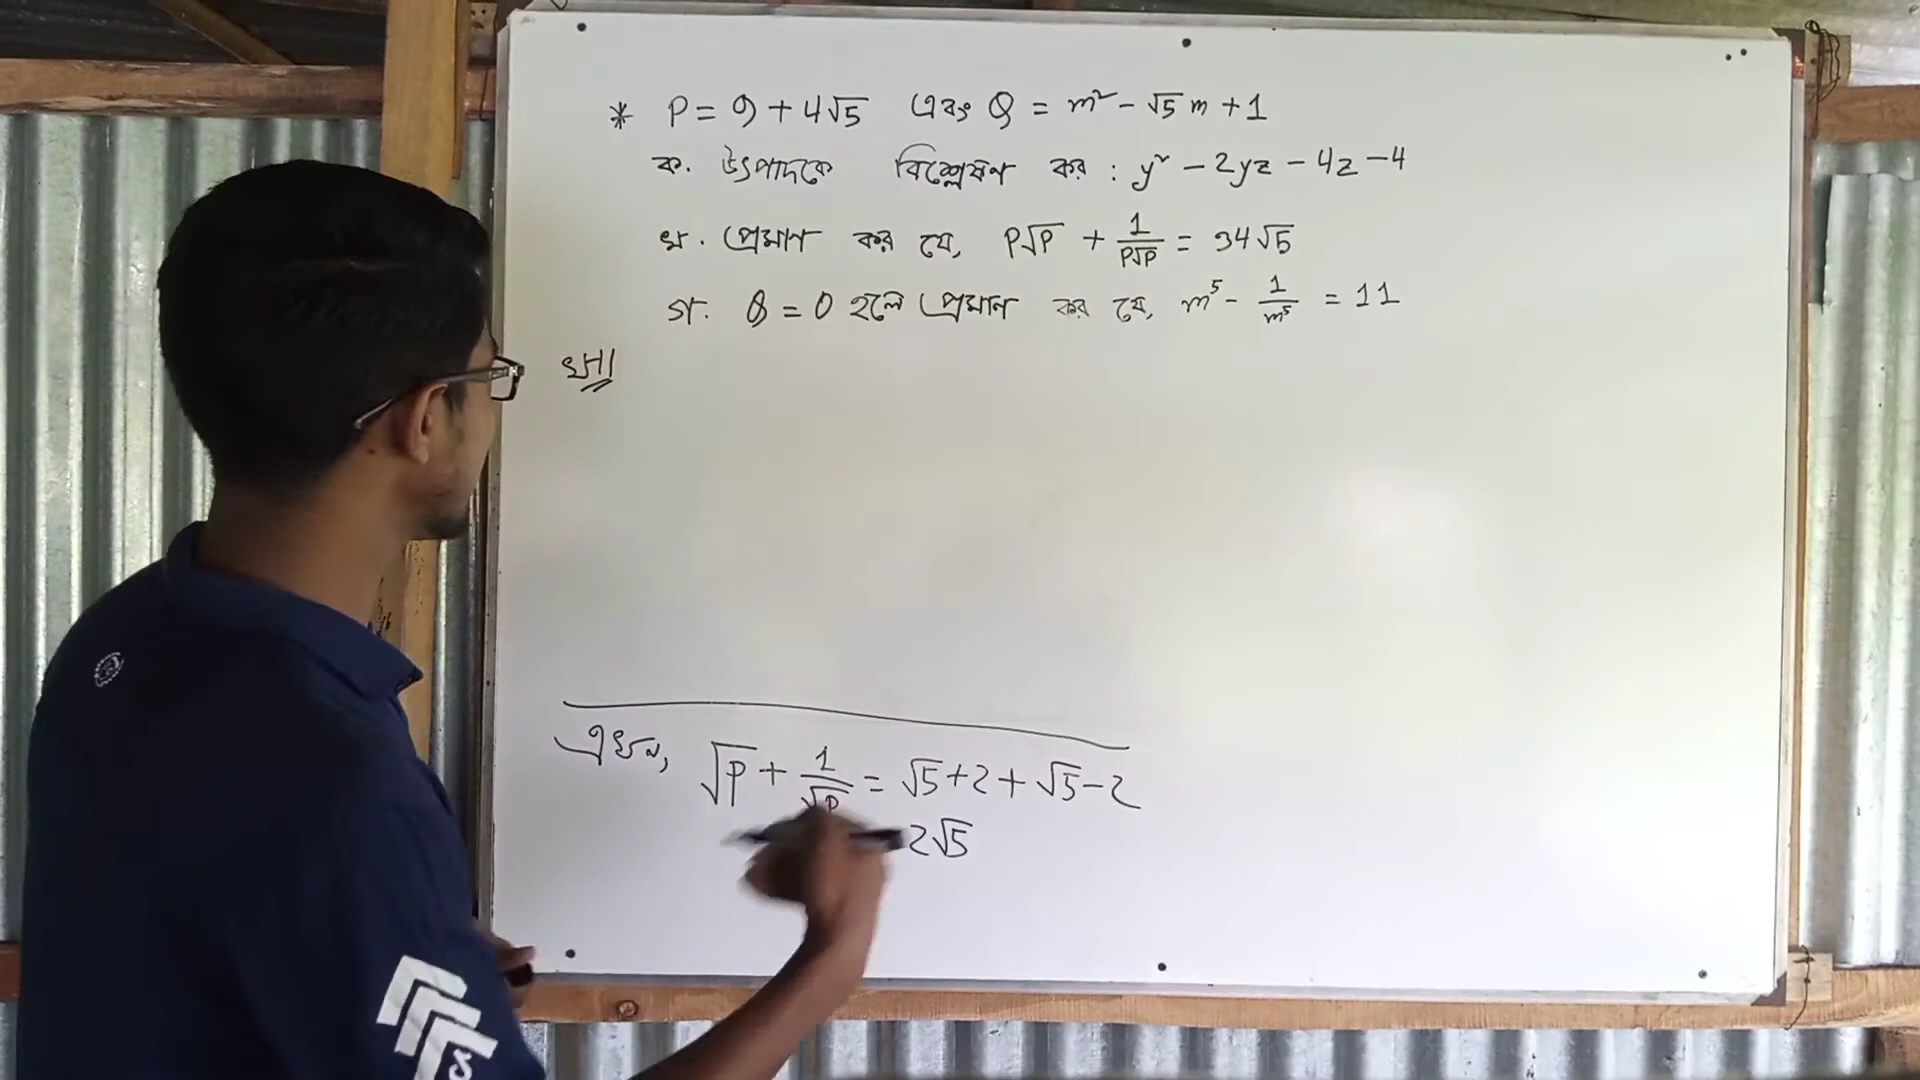 * P = 9 + 4√5 এবং Q = m² - √5 m + 1
ক. উৎপাদকে বিশ্লেষণ কর : y² - 2yz - 4z - 4
খ. প্রমাণ কর যে, P√P + 1/P√P = 34√5
গ. Q = 0 হলে প্রমাণ কর যে, m⁵ - 1/m⁵ = 11
এখন, √P + 1/√P = √5 + 2 + √5 - 2
2√5